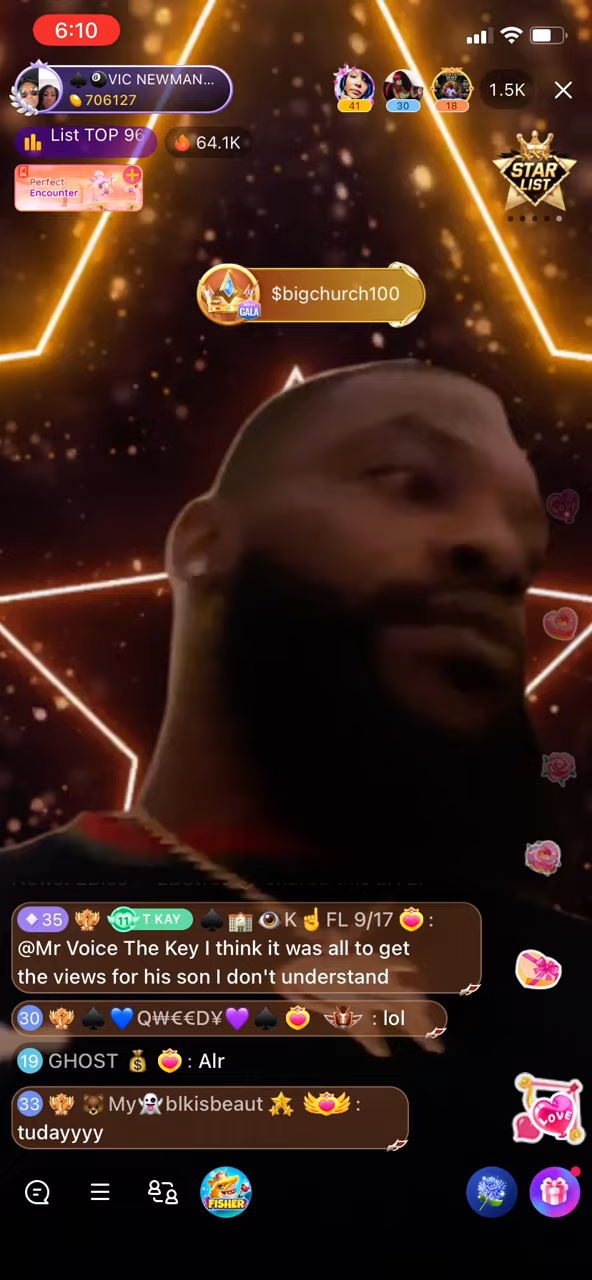 6:10
VIC NEWMAN...
706127
41
30
18
1.5K
List TOP 96
64.1K
Perfect
Encounter
STAR
LIST
GALA
$bigchurch100
35 T KAY K FL 9/17 :
@Mr Voice The Key I think it was all to get
the views for his son I don't understand
30 Q₩€€D¥ : lol
19 GHOST : Alr
33 My blkisbeaut :
tudayyyy
LOVE
FISHER